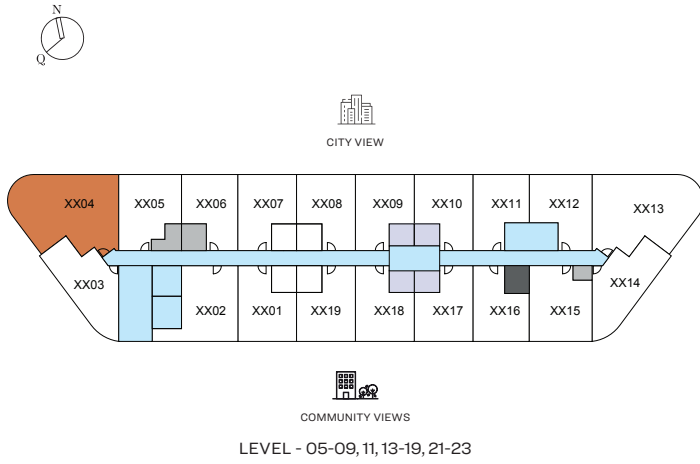 N
Q
CITY VIEW
XX04 XX05 XX06 XX07 XX08 XX09 XX10 XX11 XX12 XX13
XX03 XX14
XX02 XX01 XX19 XX18 XX17 XX16 XX15
COMMUNITY VIEWS
LEVEL - 05-09, 11, 13-19, 21-23